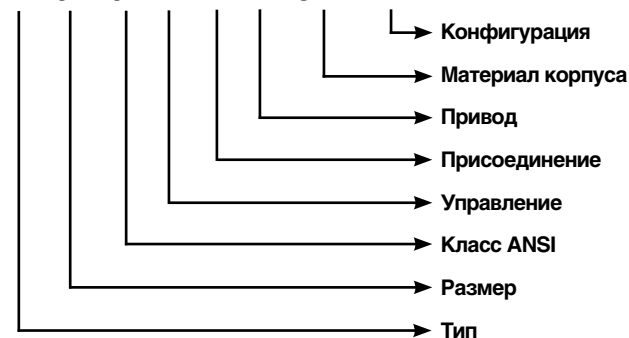 Конфигурация
Материал корпуса
Привод
Присоединение
Управление
Класс ANSI
Размер
Тип